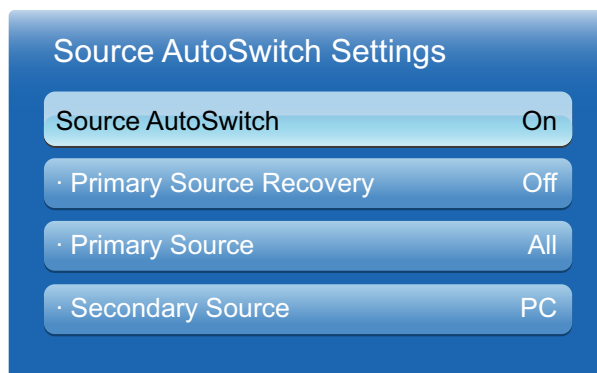 Source AutoSwitch Settings
Source AutoSwitch On
· Primary Source Recovery Off
· Primary Source All
· Secondary Source PC